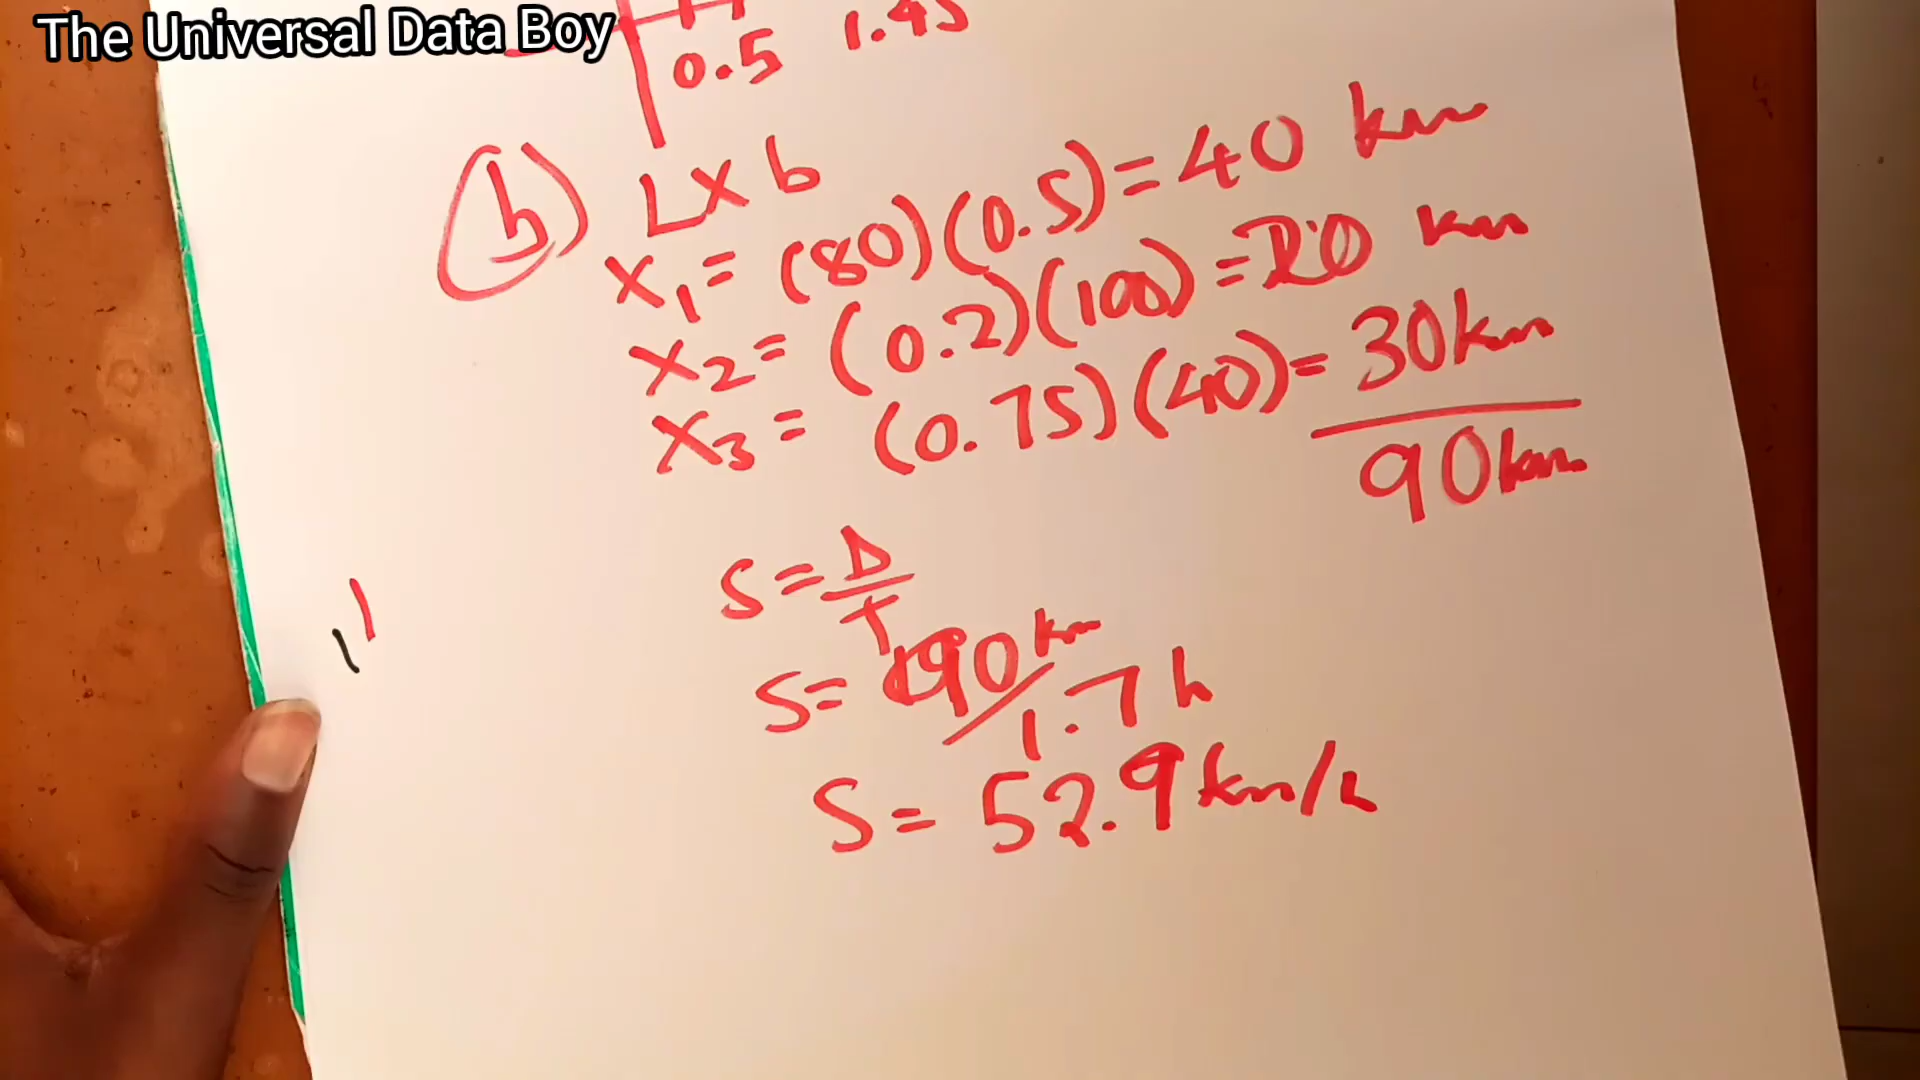 The Universal Data Boy
0.5 1.45
b) L x b
x₁ = (80)(0.5) = 40 km
x₂ = (0.2)(100) = 20 km
x₃ = (0.75)(40) = 30km
90km
S = D/T
S = 90km/1.7h
S = 52.9km/h